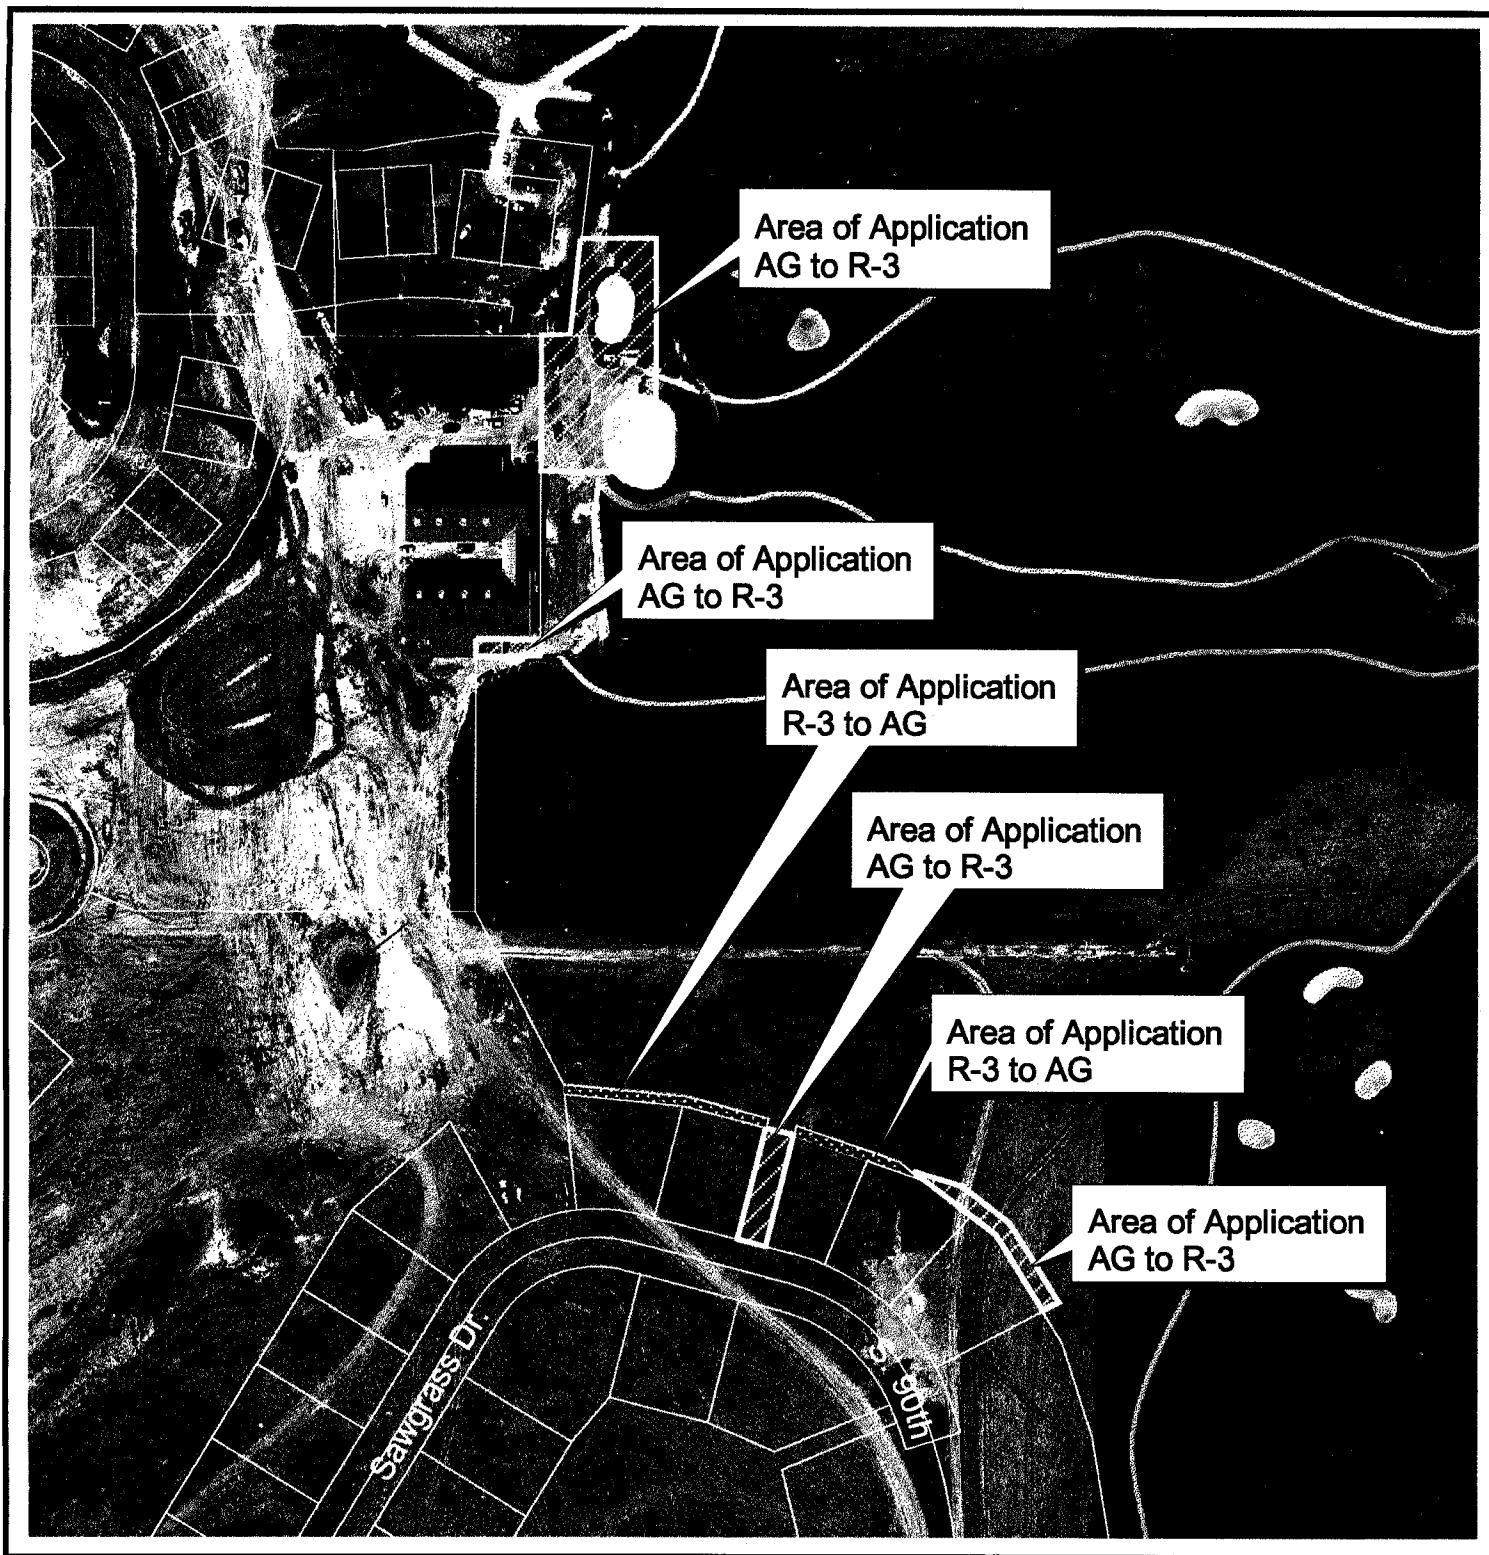 Area of Application
AG to R-3
Area of Application
AG to R-3
Area of Application
R-3 to AG
Area of Application
AG to R-3
Area of Application
R-3 to AG
Area of Application
AG to R-3
Sawgrass Dr.
S. 90th